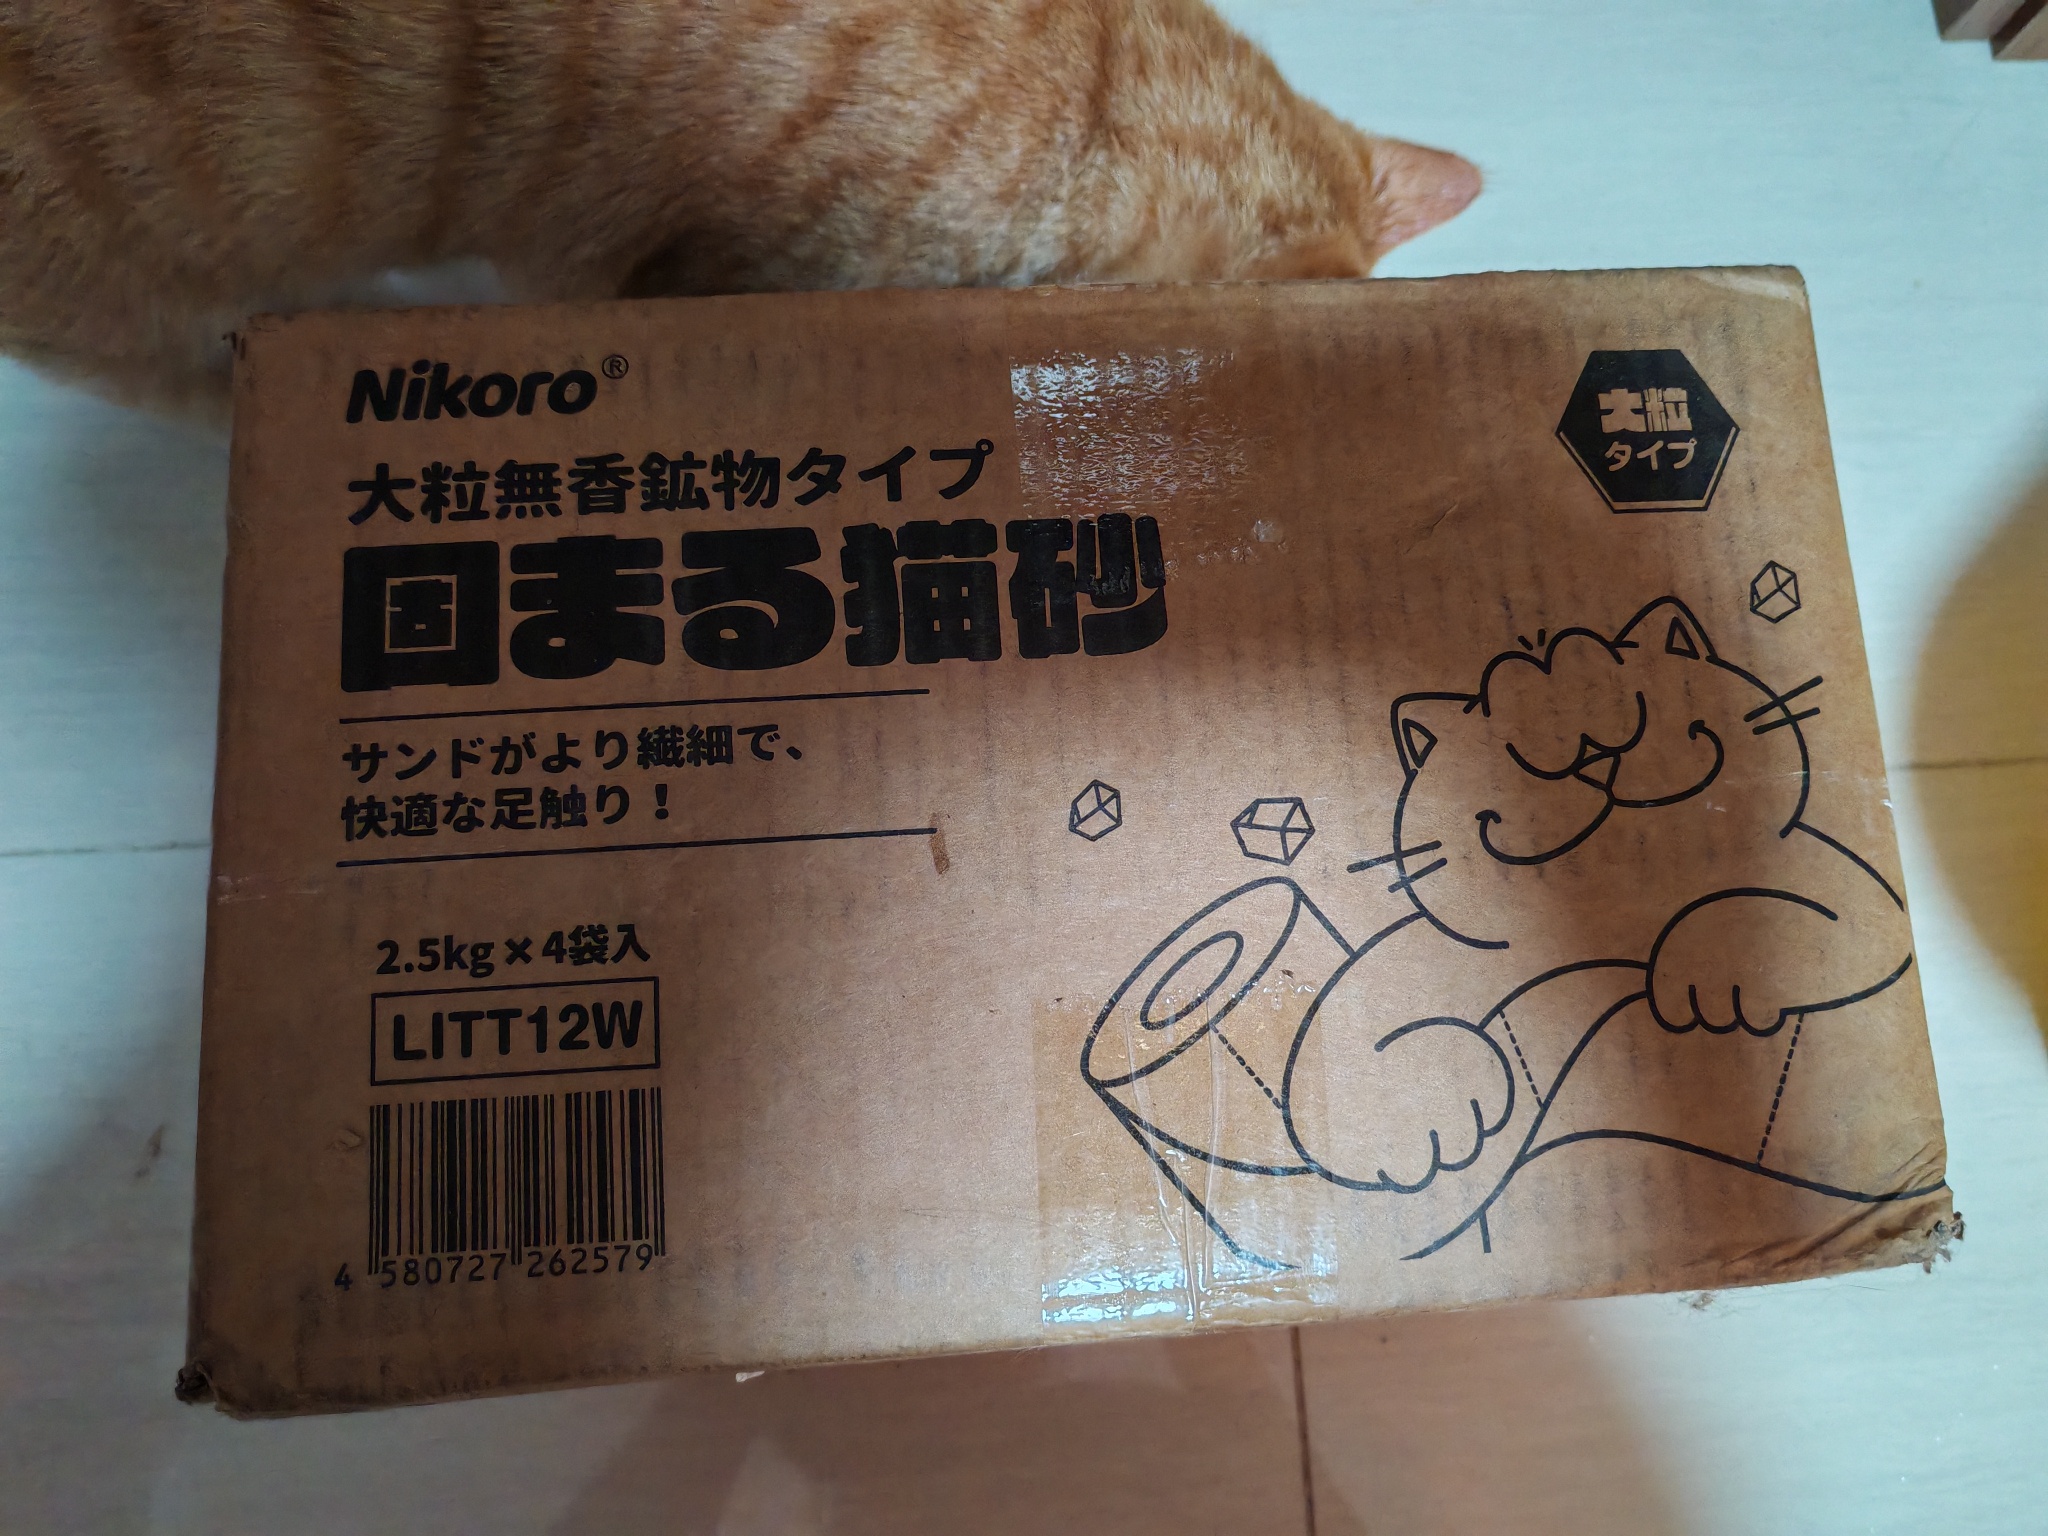 Nikoro®
大粒無香鉱物タイプ
固まる猫砂
サンドがより繊細で、
快適な足触り！
2.5kg×4袋入
LITT12W
4 580727 262579
大粒
タイプ